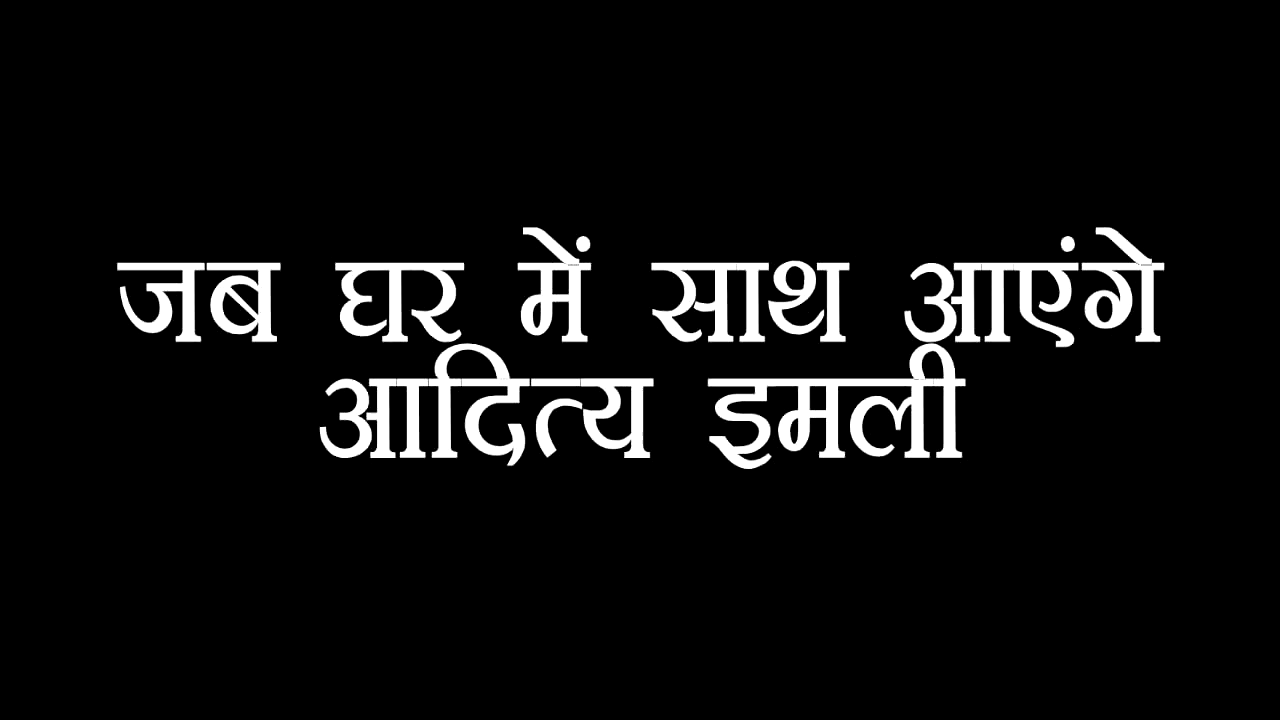 जब घर में साथ आएंगे
आदित्य इमली